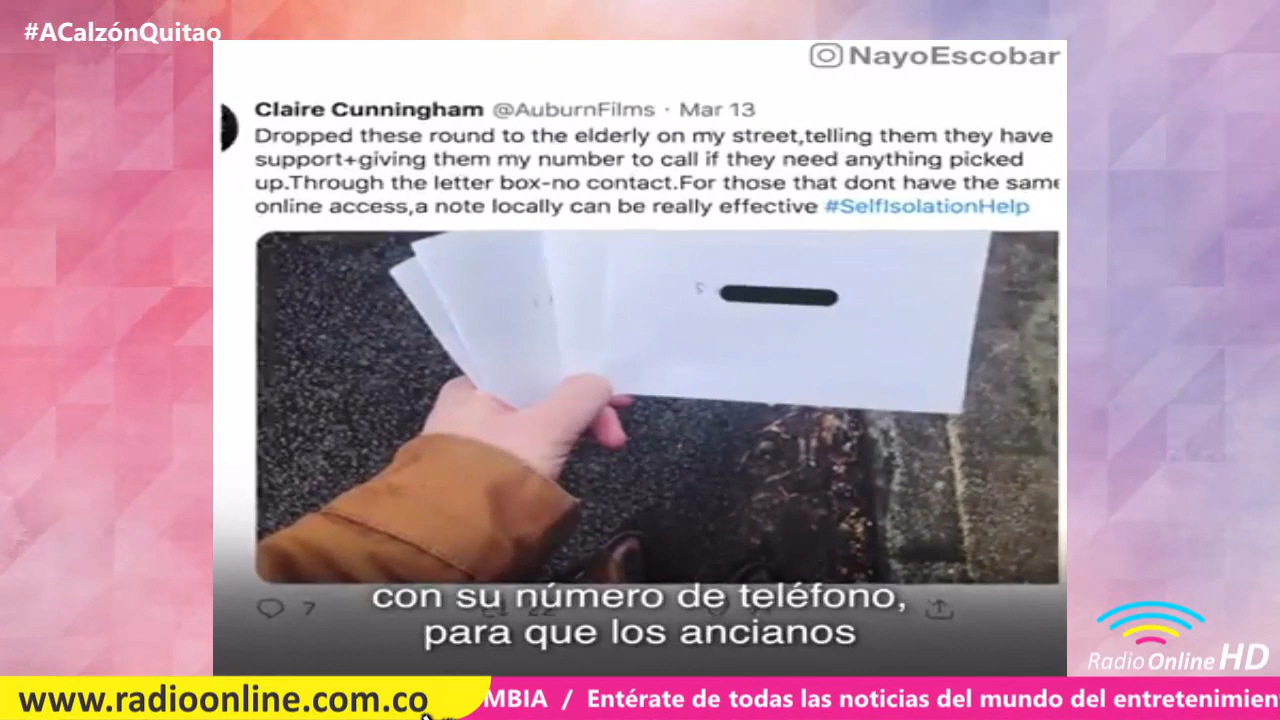 #ACalzónQuitao
NayoEscobar
Claire Cunningham @AuburnFilms · Mar 13
Dropped these round to the elderly on my street,telling them they have
support+giving them my number to call if they need anything picked
up.Through the letter box-no contact.For those that dont have the same
online access,a note locally can be really effective #SelfIsolationHelp
con su número de teléfono,
para que los ancianos
7
Radio Online HD
www.radioonline.com.co
MBIA / Entérate de todas las noticias del mundo del entretenimien